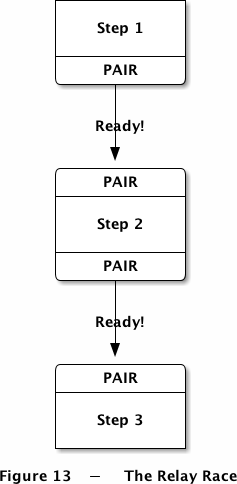 Step 1
PAIR
Ready!
PAIR
Step 2
PAIR
Ready!
PAIR
Step 3
Figure 13 — The Relay Race